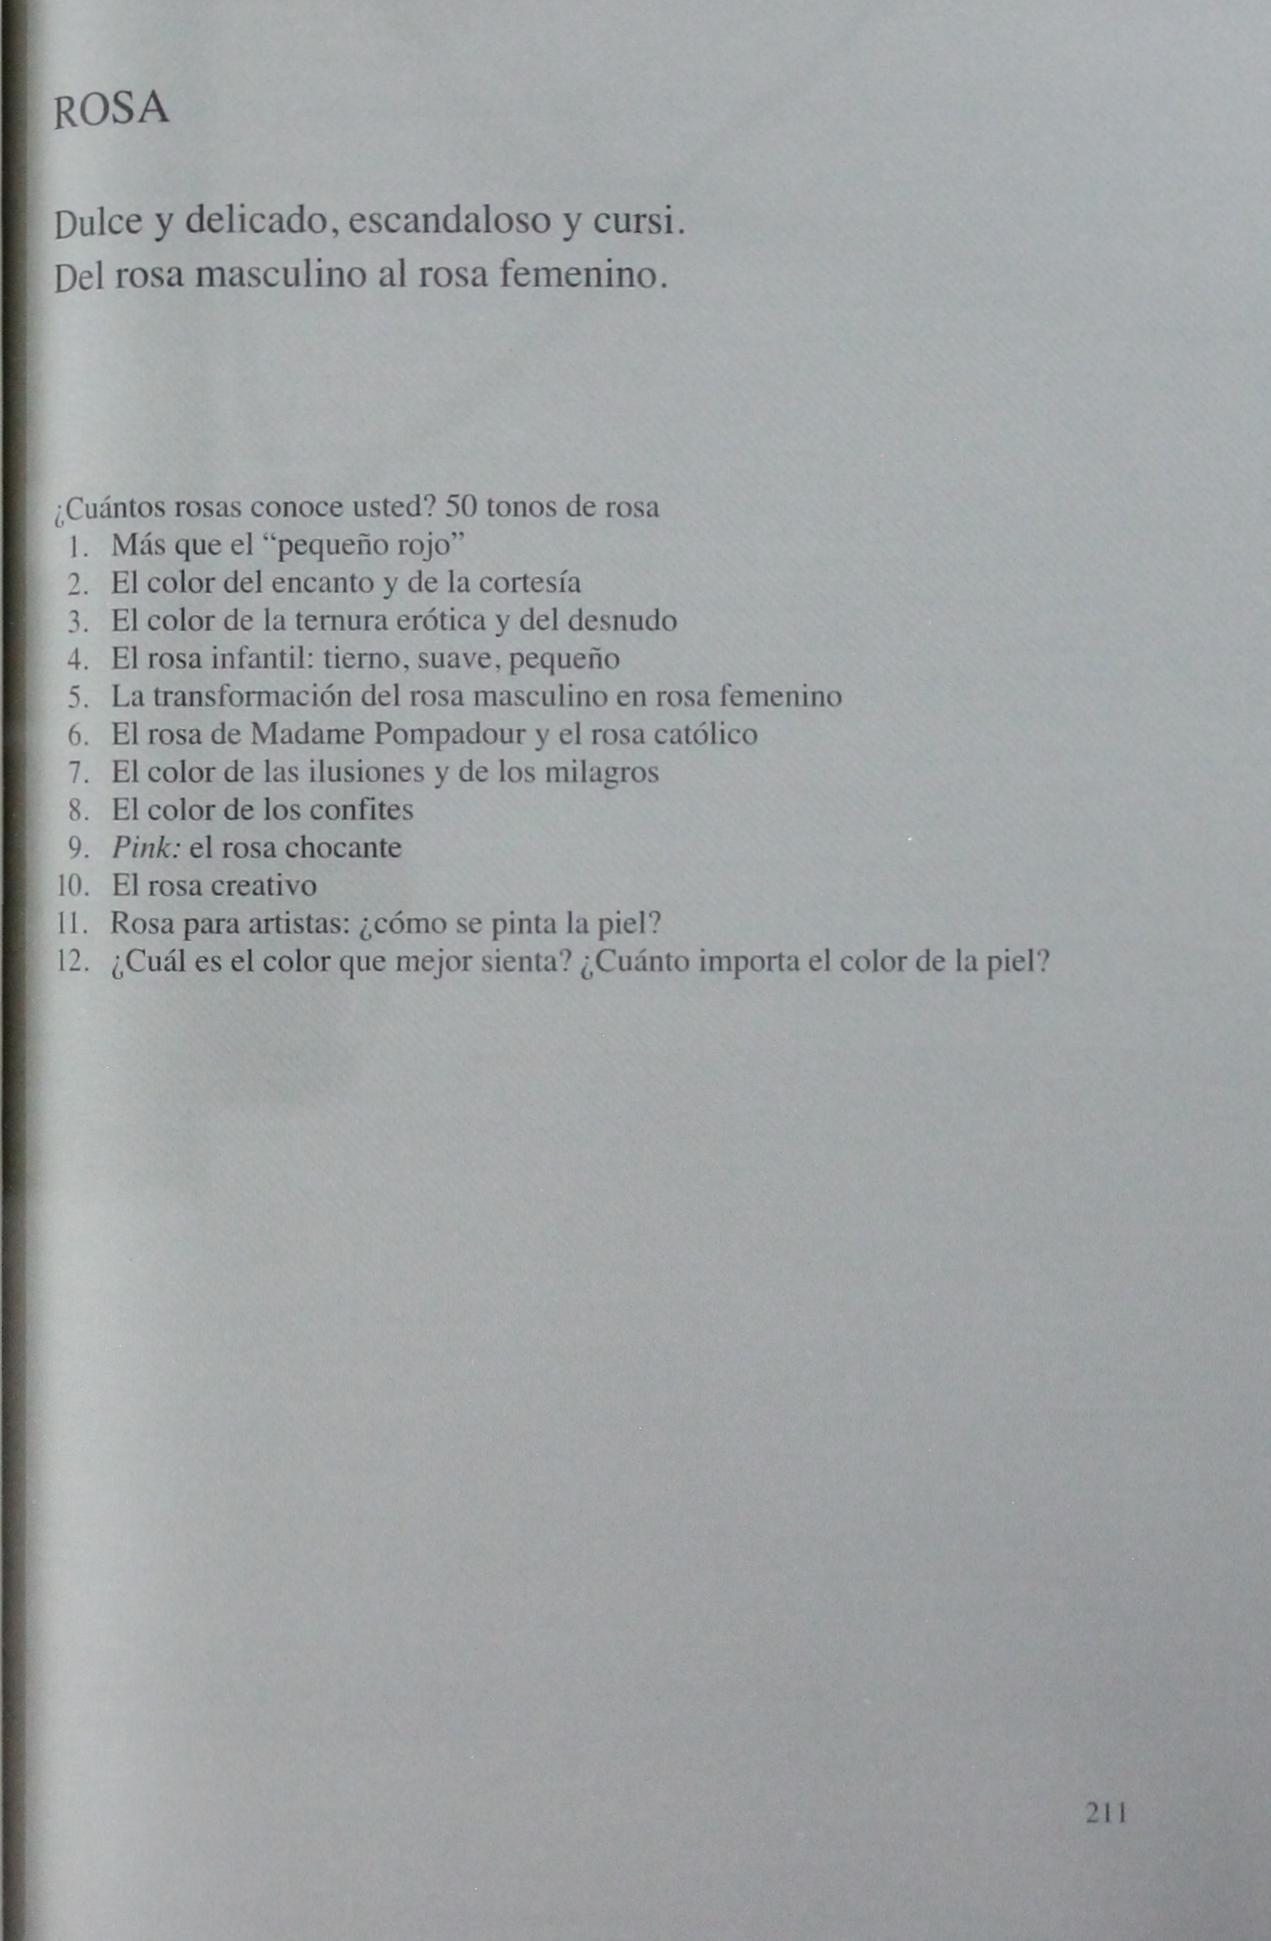 ROSA
Dulce y delicado, escandaloso y cursi.
Del rosa masculino al rosa femenino.
¿Cuántos rosas conoce usted? 50 tonos de rosa
1. Más que el “pequeño rojo”
2. El color del encanto y de la cortesía
3. El color de la ternura erótica y del desnudo
4. El rosa infantil: tierno, suave, pequeño
5. La transformación del rosa masculino en rosa femenino
6. El rosa de Madame Pompadour y el rosa católico
7. El color de las ilusiones y de los milagros
8. El color de los confites
9. Pink: el rosa chocante
10. El rosa creativo
11. Rosa para artistas: ¿cómo se pinta la piel?
12. ¿Cuál es el color que mejor sienta? ¿Cuánto importa el color de la piel?
211